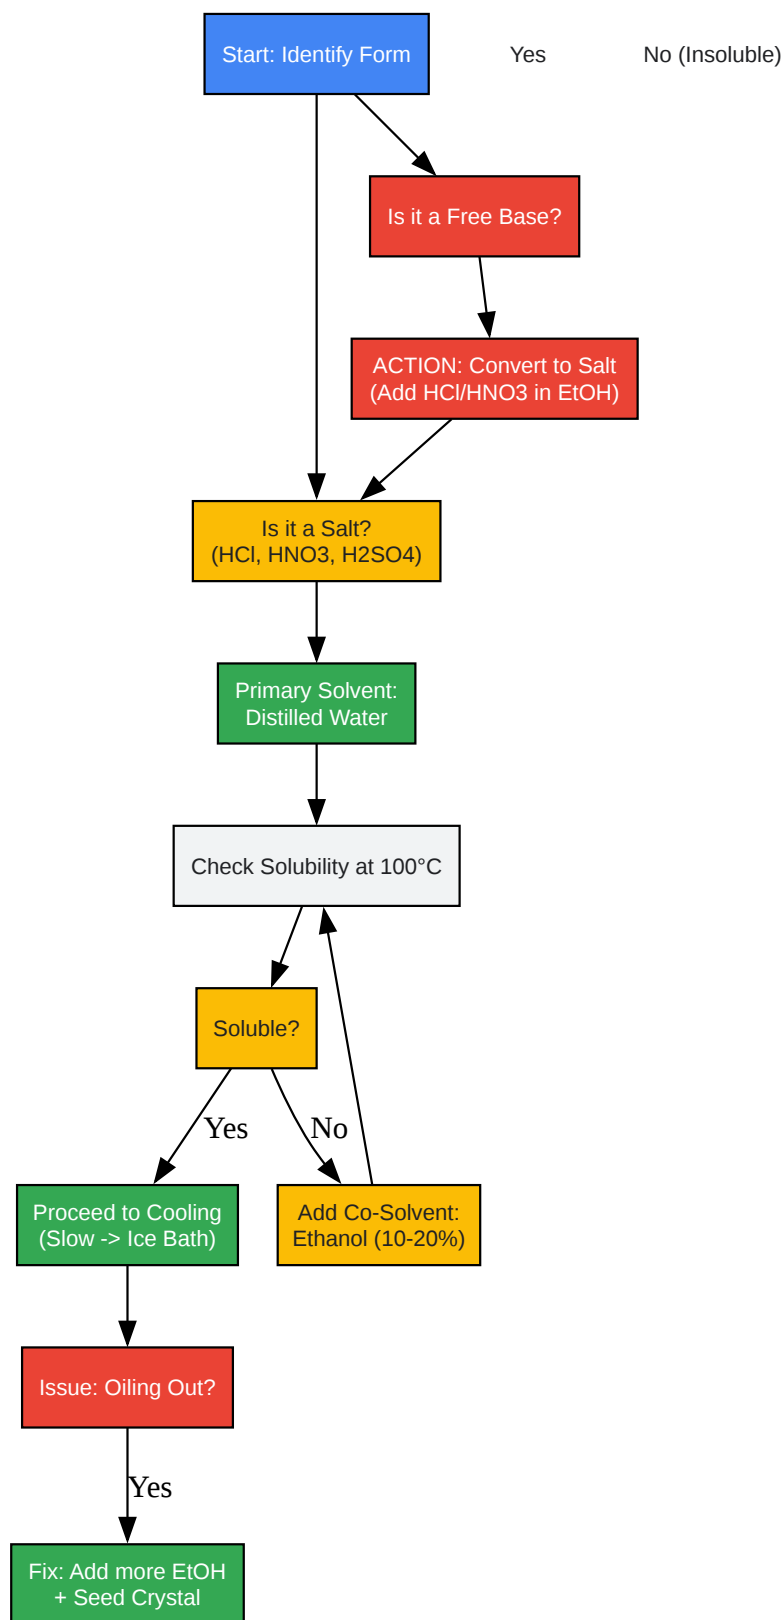 Start: Identify Form
Yes
No (Insoluble)
Is it a Free Base?
ACTION: Convert to Salt
(Add HCl/HNO3 in EtOH)
Is it a Salt?
(HCl, HNO3, H2SO4)
Primary Solvent:
Distilled Water
Check Solubility at 100°C
Soluble?
Yes
No
Proceed to Cooling
(Slow -> Ice Bath)
Add Co-Solvent:
Ethanol (10-20%)
Issue: Oiling Out?
Yes
Fix: Add more EtOH
+ Seed Crystal